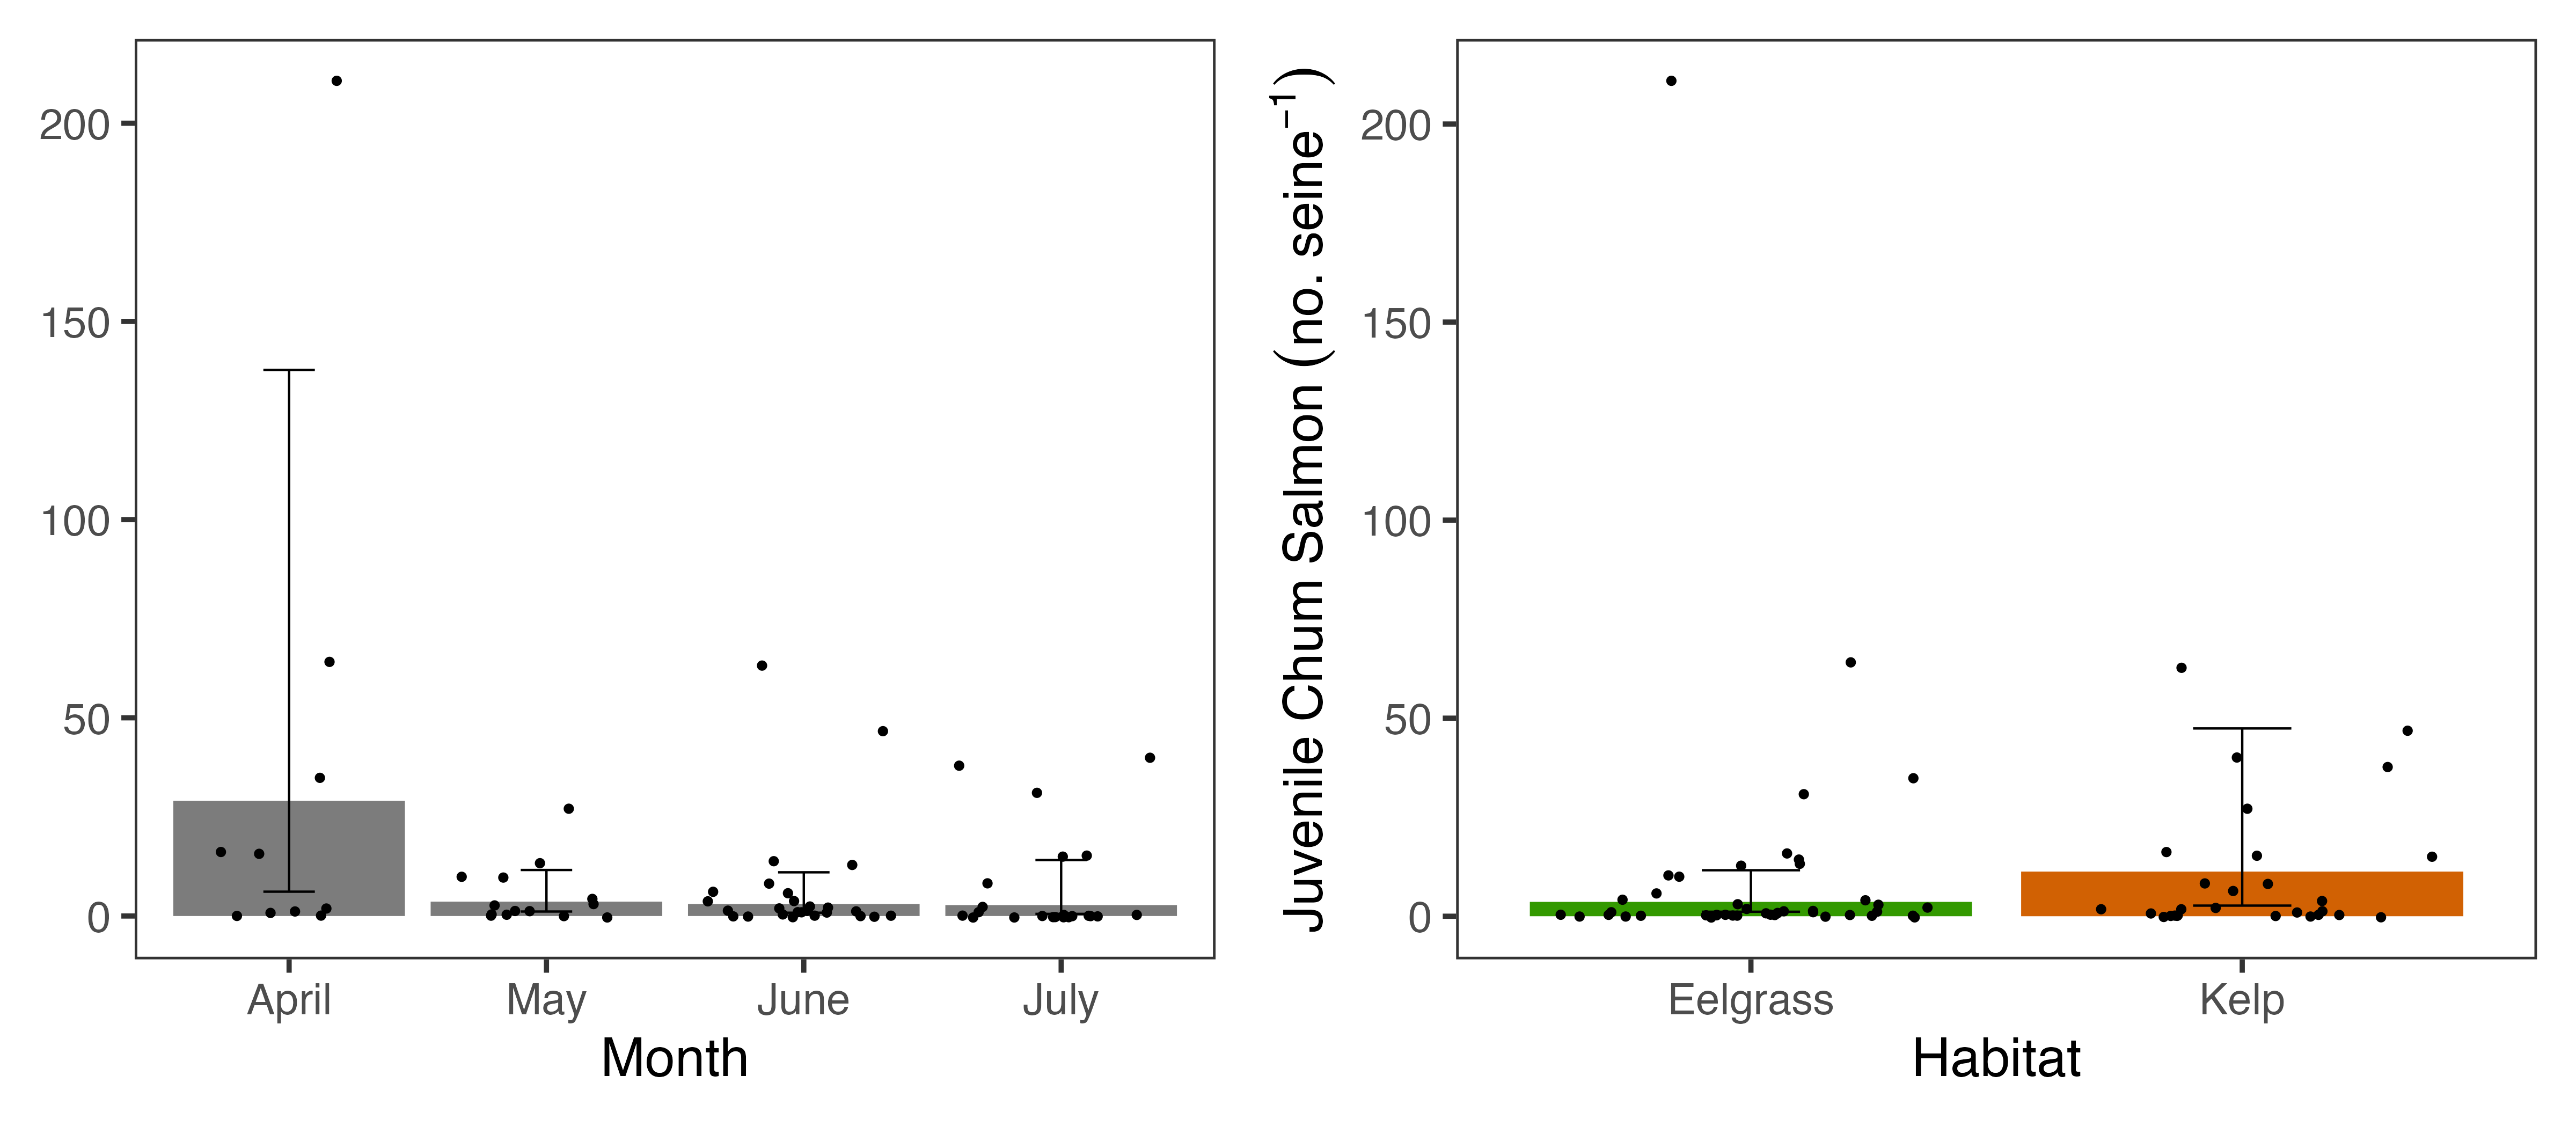 200
150
100
50
0
April May June July
Month
Juvenile Chum Salmon (no. seine⁻¹)
200
150
100
50
0
Eelgrass Kelp
Habitat